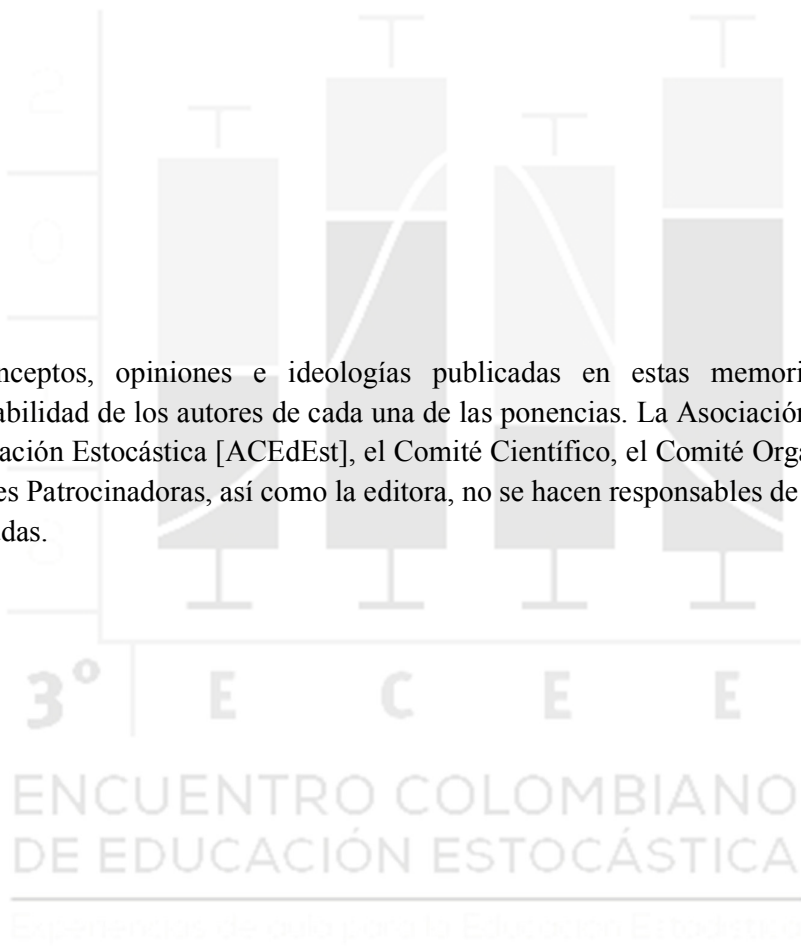 nceptos, opiniones e ideologías publicadas en estas memori
abilidad de los autores de cada una de las ponencias. La Asociación
ación Estocástica [ACEdEst], el Comité Científico, el Comité Orga
es Patrocinadoras, así como la editora, no se hacen responsables de
das.
3° E C E E
ENCUENTRO COLOMBIANO
DE EDUCACIÓN ESTOCÁSTICA